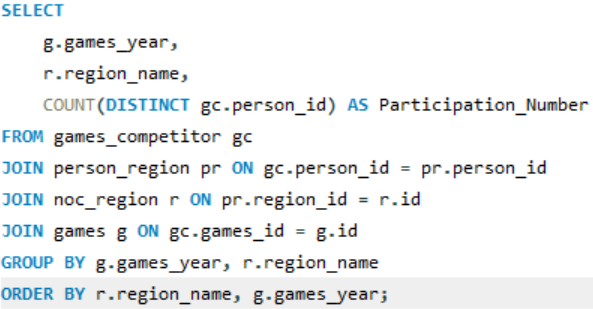 SELECT
g.games_year,
r.region_name,
COUNT(DISTINCT gc.person_id) AS Participation_Number
FROM games_competitor gc
JOIN person_region pr ON gc.person_id = pr.person_id
JOIN noc_region r ON pr.region_id = r.id
JOIN games g ON gc.games_id = g.id
GROUP BY g.games_year, r.region_name
ORDER BY r.region_name, g.games_year;